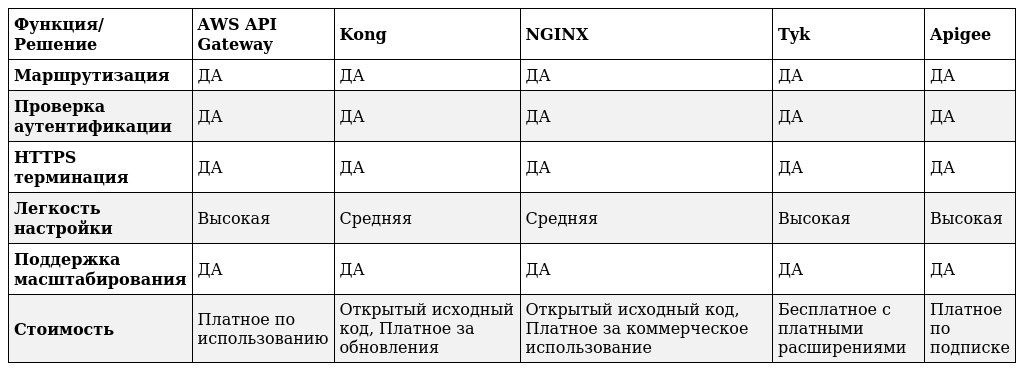 Функция/ Решение | AWS API Gateway | Kong | NGINX | Tyk | Apigee
Маршрутизация | ДА | ДА | ДА | ДА | ДА
Проверка аутентификации | ДА | ДА | ДА | ДА | ДА
HTTPS терминация | ДА | ДА | ДА | ДА | ДА
Легкость настройки | Высокая | Средняя | Средняя | Высокая | Высокая
Поддержка масштабирования | ДА | ДА | ДА | ДА | ДА
Стоимость | Платное по использованию | Открытый исходный код, Платное за обновления | Открытый исходный код, Платное за коммерческое использование | Бесплатное с платными расширениями | Платное по подписке